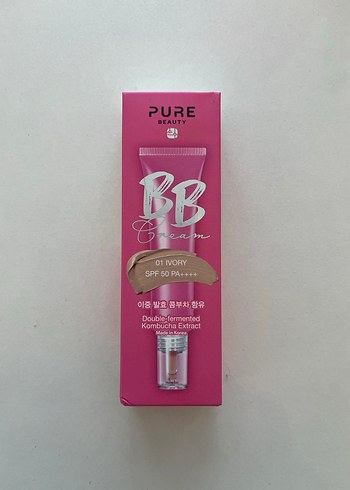 PURE
BEAUTY
BB
Cream
01 IVORY
SPF 50 PA++++
이중 발효 콤부차 함유
Double-fermented
Kombucha Extract
Made in Korea